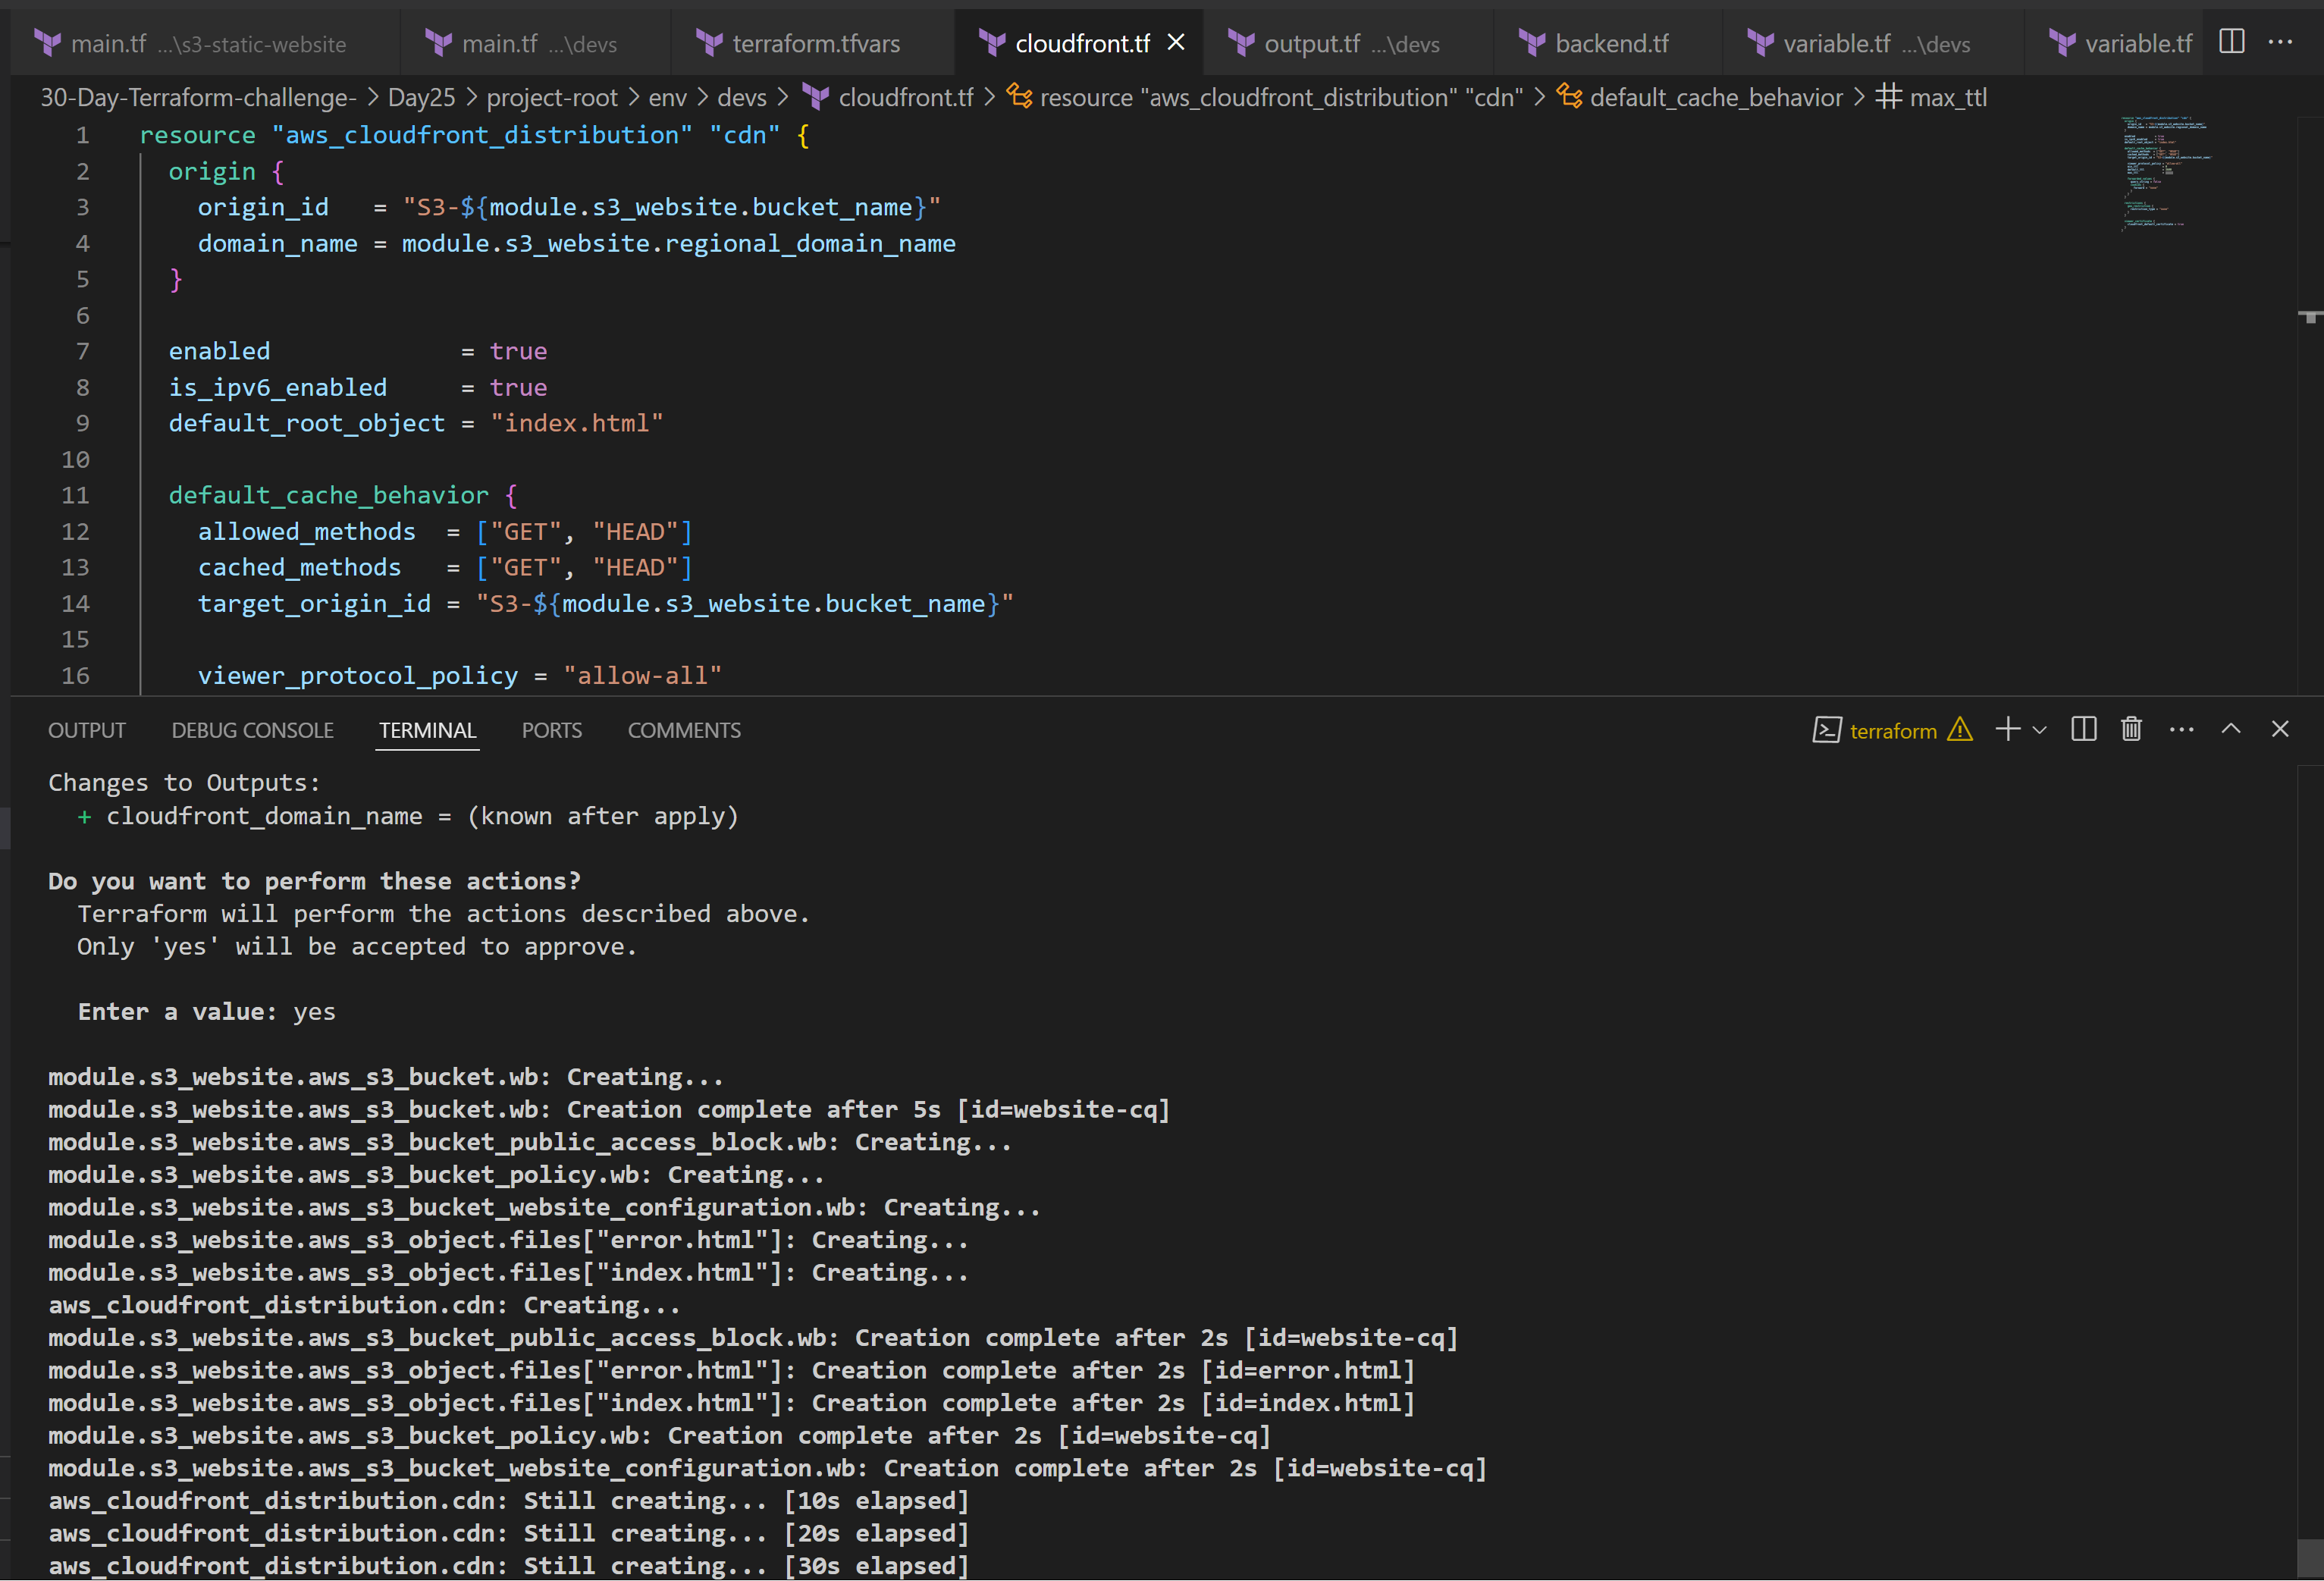 main.tf ...\s3-static-website main.tf ...\devs terraform.tfvars cloudfront.tf output.tf ...\devs backend.tf variable.tf ...\devs variable.tf
30-Day-Terraform-challenge- > Day25 > project-root > env > devs > cloudfront.tf > resource "aws_cloudfront_distribution" "cdn" > default_cache_behavior > max_ttl
1 resource "aws_cloudfront_distribution" "cdn" {
2 origin {
3 origin_id = "S3-${module.s3_website.bucket_name}"
4 domain_name = module.s3_website.regional_domain_name
5 }
6
7 enabled = true
8 is_ipv6_enabled = true
9 default_root_object = "index.html"
10
11 default_cache_behavior {
12 allowed_methods = ["GET", "HEAD"]
13 cached_methods = ["GET", "HEAD"]
14 target_origin_id = "S3-${module.s3_website.bucket_name}"
15
16 viewer_protocol_policy = "allow-all"
OUTPUT DEBUG CONSOLE TERMINAL PORTS COMMENTS terraform
Changes to Outputs:
+ cloudfront_domain_name = (known after apply)
Do you want to perform these actions?
Terraform will perform the actions described above.
Only 'yes' will be accepted to approve.
Enter a value: yes
module.s3_website.aws_s3_bucket.wb: Creating...
module.s3_website.aws_s3_bucket.wb: Creation complete after 5s [id=website-cq]
module.s3_website.aws_s3_bucket_public_access_block.wb: Creating...
module.s3_website.aws_s3_bucket_policy.wb: Creating...
module.s3_website.aws_s3_bucket_website_configuration.wb: Creating...
module.s3_website.aws_s3_object.files["error.html"]: Creating...
module.s3_website.aws_s3_object.files["index.html"]: Creating...
aws_cloudfront_distribution.cdn: Creating...
module.s3_website.aws_s3_bucket_public_access_block.wb: Creation complete after 2s [id=website-cq]
module.s3_website.aws_s3_object.files["error.html"]: Creation complete after 2s [id=error.html]
module.s3_website.aws_s3_object.files["index.html"]: Creation complete after 2s [id=index.html]
module.s3_website.aws_s3_bucket_policy.wb: Creation complete after 2s [id=website-cq]
module.s3_website.aws_s3_bucket_website_configuration.wb: Creation complete after 2s [id=website-cq]
aws_cloudfront_distribution.cdn: Still creating... [10s elapsed]
aws_cloudfront_distribution.cdn: Still creating... [20s elapsed]
aws_cloudfront_distribution.cdn: Still creating... [30s elapsed]